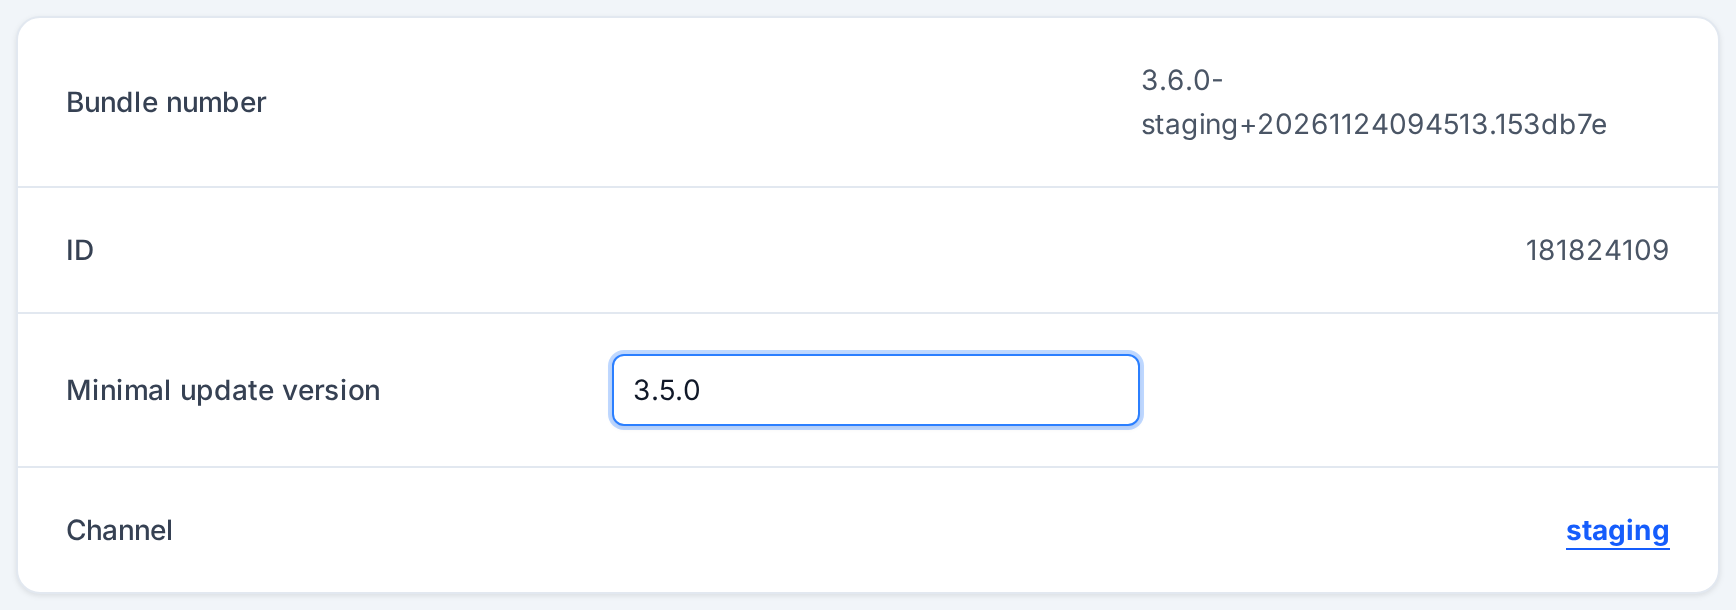 Bundle number
3.6.0-
staging+20261124094513.153db7e
ID
181824109
Minimal update version
3.5.0
Channel
staging